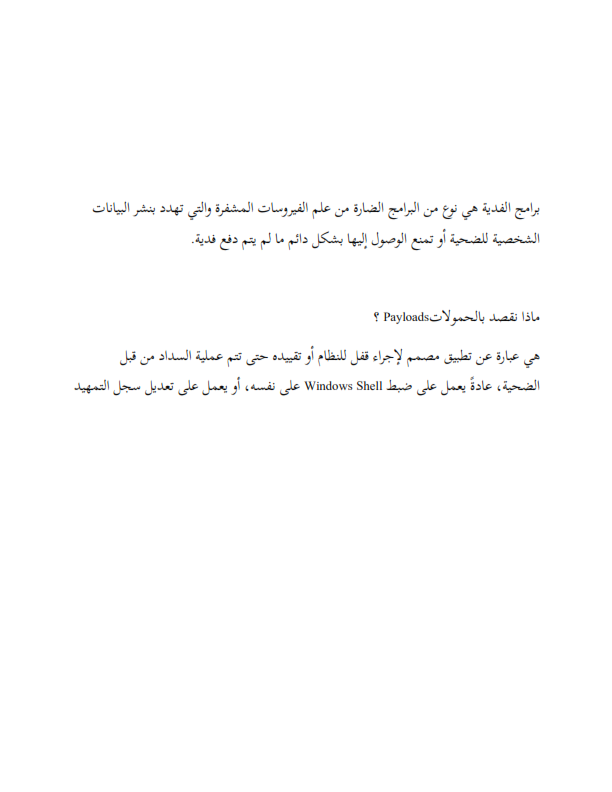 برامج الفدية هي نوع من البرامج الضارة من علم الفيروسات المشفرة والتي تهدد بنشر البيانات
الشخصية للضحية أو تمنع الوصول إليها بشكل دائم ما لم يتم دفع فدية.
ماذا نقصد بالحمولاتPayloads ؟
هي عبارة عن تطبيق مصمم لإجراء قفل للنظام أو تقييده حتى تتم عملية السداد من قبل
الضحية، عادةً يعمل على ضبط Windows Shell على نفسه، أو يعمل على تعديل سجل التمهيد